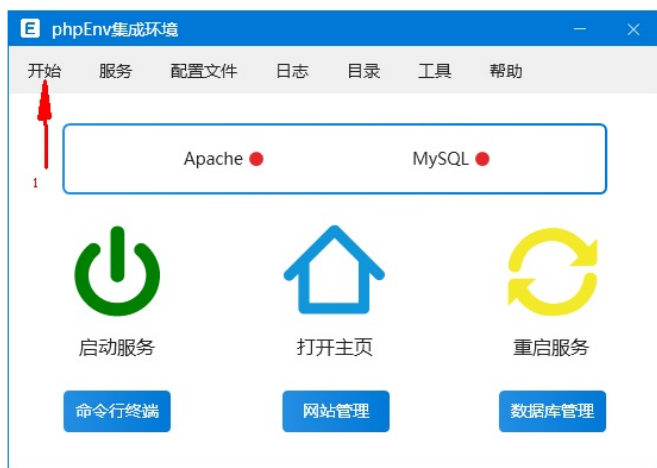 E phpEnv集成环境
开始 服务 配置文件 日志 目录 工具 帮助
Apache MySQL
1
启动服务 打开主页 重启服务
命令行终端 网站管理 数据库管理